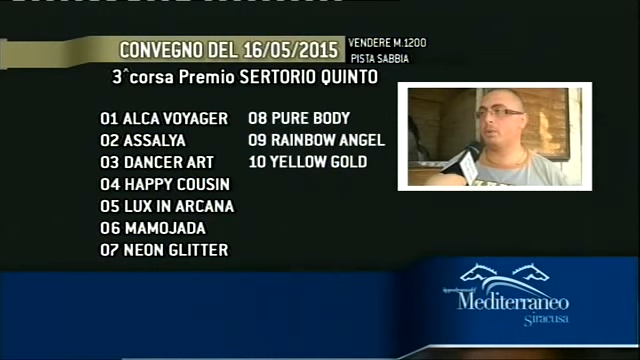 CONVEGNO DEL 16/05/2015
VENDERE M.1200
PISTA SABBIA
3^corsa Premio SERTORIO QUINTO
01 ALCA VOYAGER
02 ASSALYA
03 DANCER ART
04 HAPPY COUSIN
05 LUX IN ARCANA
06 MAMOJADA
07 NEON GLITTER
08 PURE BODY
09 RAINBOW ANGEL
10 YELLOW GOLD
Mediterraneo
Siracusa